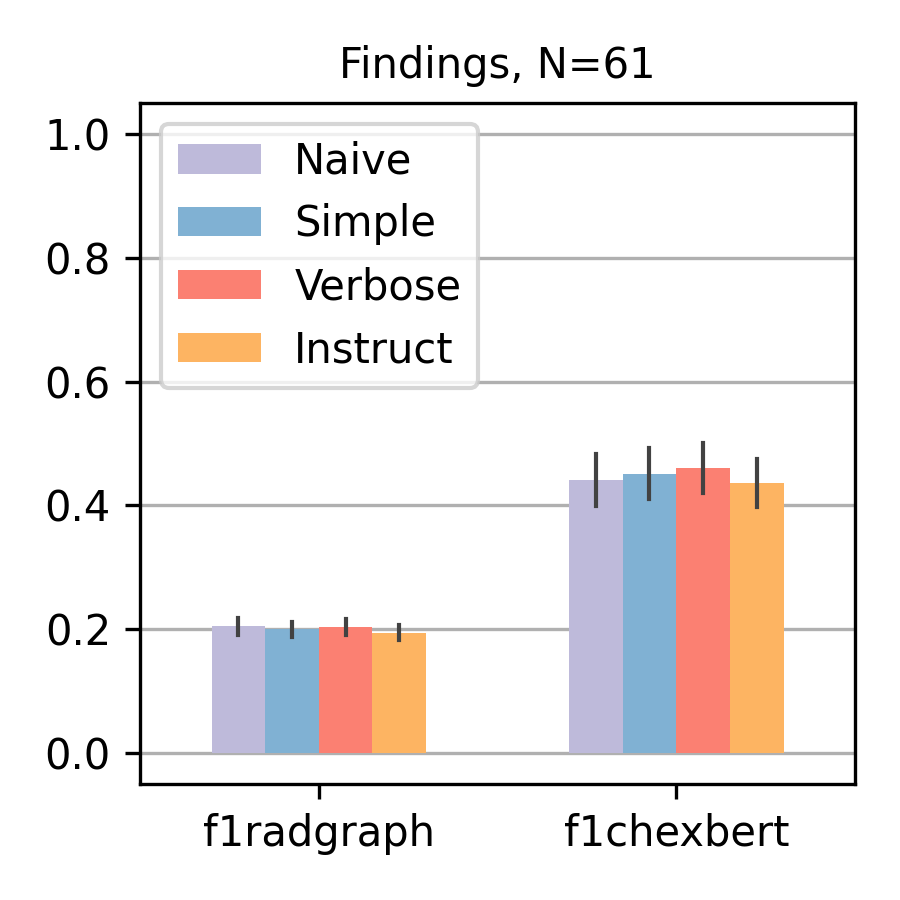 Findings, N=61
1.0
0.8
0.6
0.4
0.2
0.0
Naive
Simple
Verbose
Instruct
f1radgraph
f1chexbert